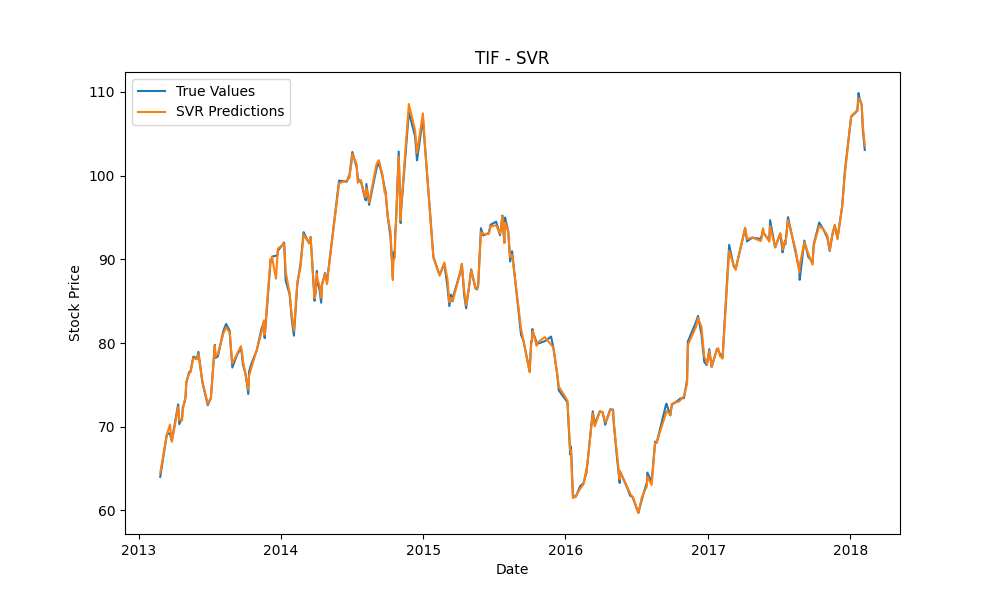 TIF - SVR
True Values
SVR Predictions
110
100
90
80
70
60
Stock Price
2013 2014 2015 2016 2017 2018
Date